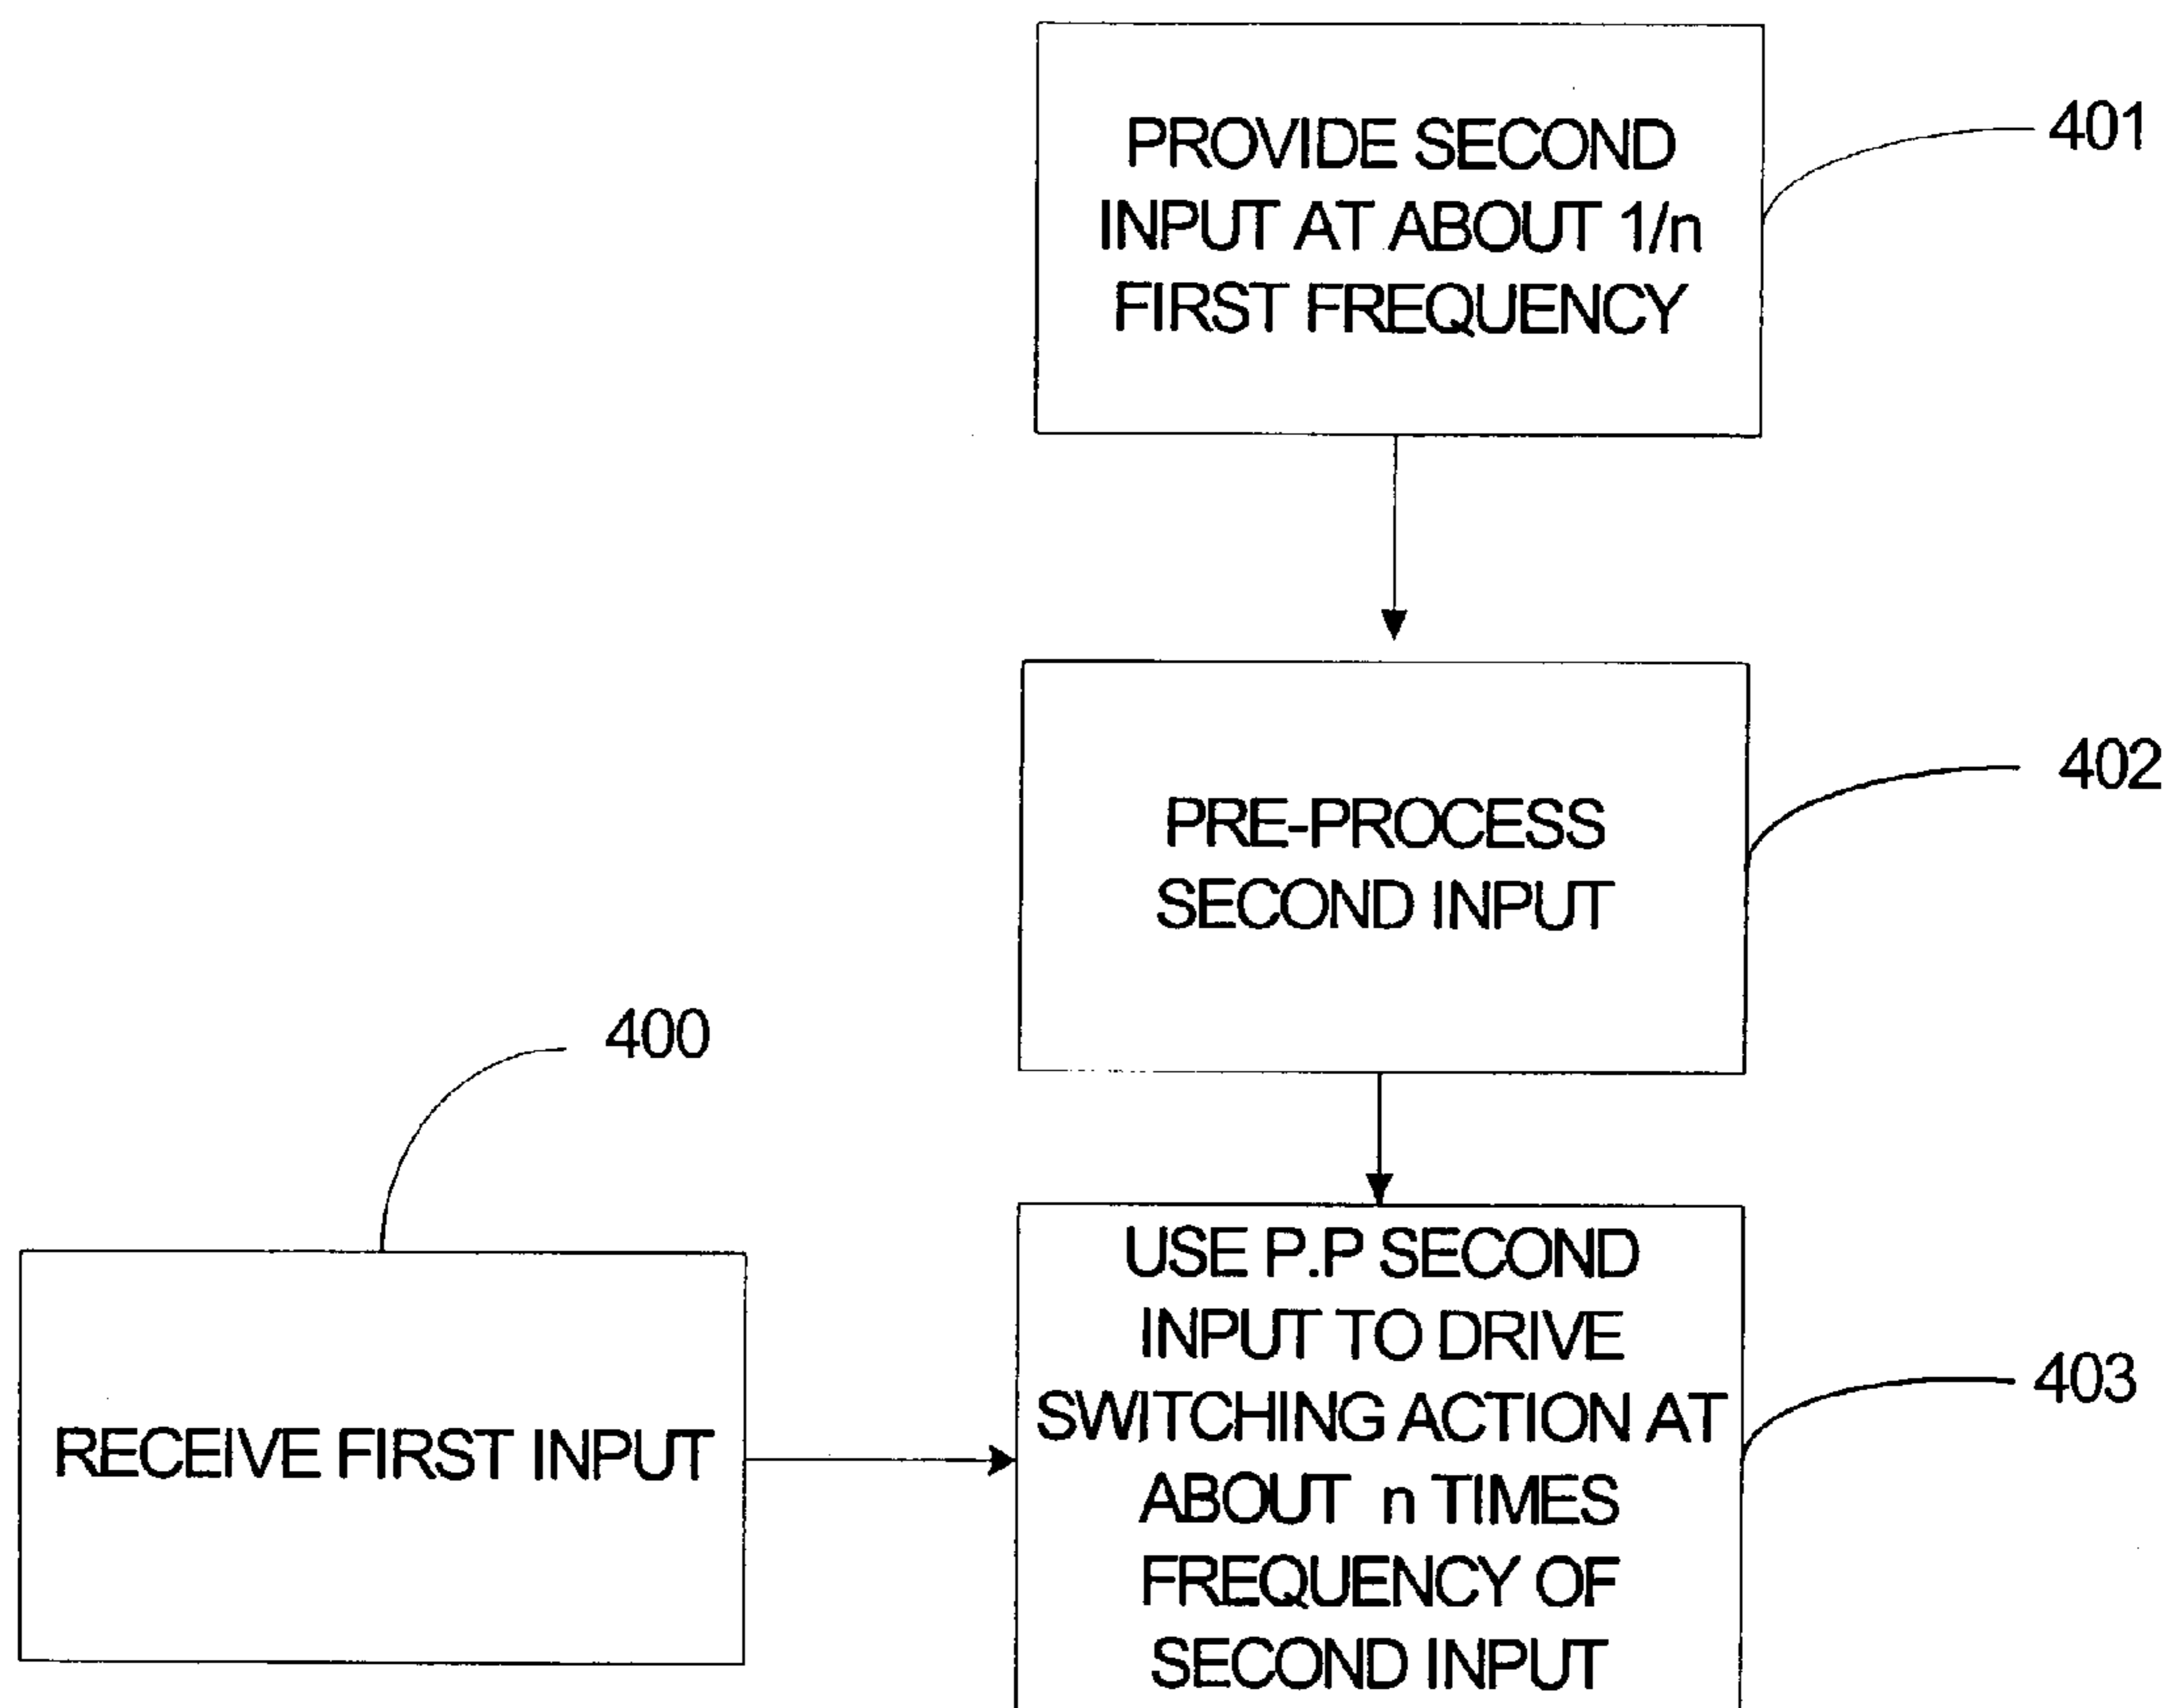 PROVIDE SECOND
INPUT AT ABOUT 1/n
FIRST FREQUENCY
401
PRE-PROCESS
SECOND INPUT
402
400
RECEIVE FIRST INPUT
USE P.P SECOND
INPUT TO DRIVE
SWITCHING ACTION AT
ABOUT n TIMES
FREQUENCY OF
SECOND INPUT
403